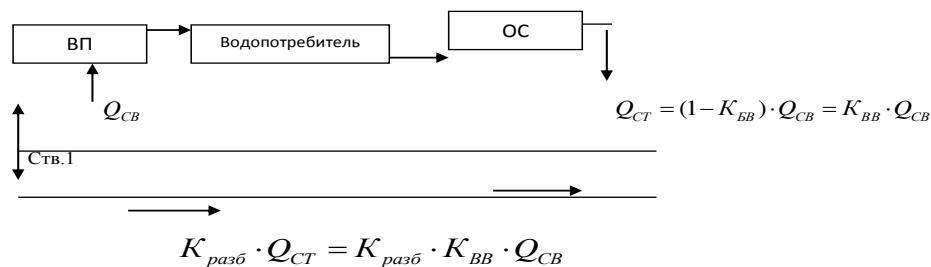 ВП
Водопотребитель
ОС
Q_СВ
Q_СТ = (1 − K_БВ) · Q_СВ = K_ВВ · Q_СВ
Ств.1
K_разб · Q_СТ = K_разб · K_ВВ · Q_СВ